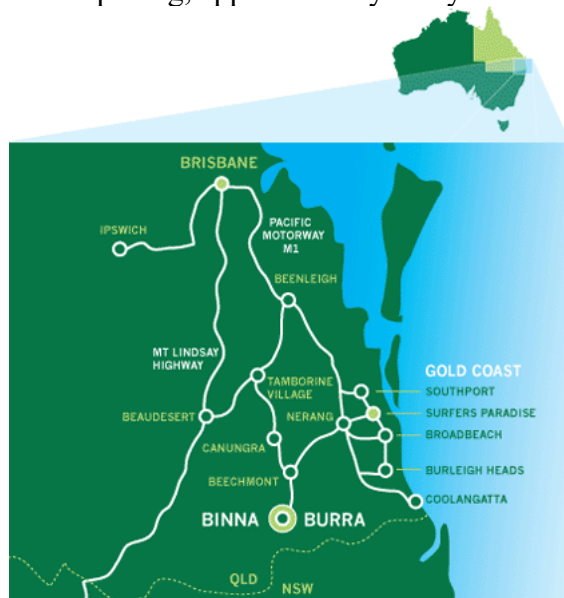 BRISBANE
IPSWICH
PACIFIC
MOTORWAY
M1
BEENLEIGH
MT LINDSAY
HIGHWAY
TAMBORINE
VILLAGE
GOLD COAST
SOUTHPORT
SURFERS PARADISE
BEAUDESERT
NERANG
BROADBEACH
CANUNGRA
BURLEIGH HEADS
BEECHMONT
COOLANGATTA
BINNA BURRA
QLD
NSW